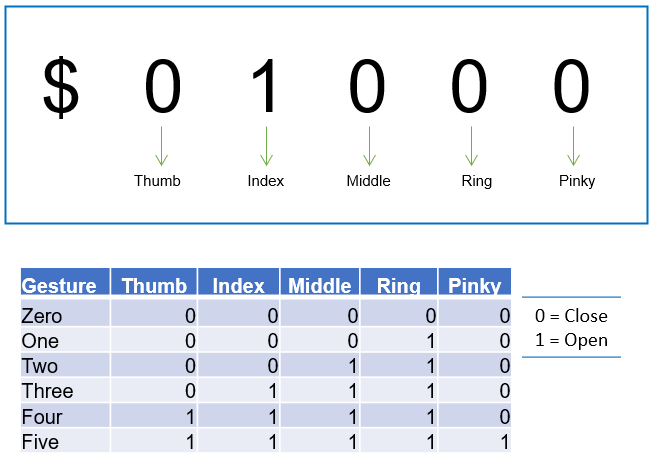 $ 0 1 0 0 0
Thumb Index Middle Ring Pinky
Gesture Thumb Index Middle Ring Pinky
Zero 0 0 0 0 0
One 0 0 0 1 0
Two 0 0 1 1 0
Three 0 1 1 1 0
Four 1 1 1 1 0
Five 1 1 1 1 1
0 = Close
1 = Open